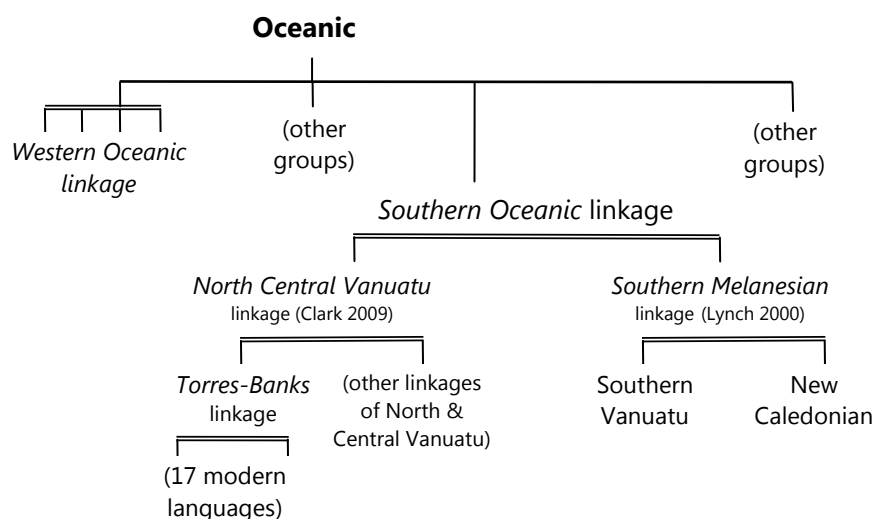 Oceanic
Western Oceanic
linkage
(other
groups)
(other
groups)
Southern Oceanic linkage
North Central Vanuatu
linkage (Clark 2009)
Southern Melanesian
linkage (Lynch 2000)
Torres-Banks
linkage
(other linkages
of North &
Central Vanuatu)
Southern
Vanuatu
New
Caledonian
(17 modern
languages)